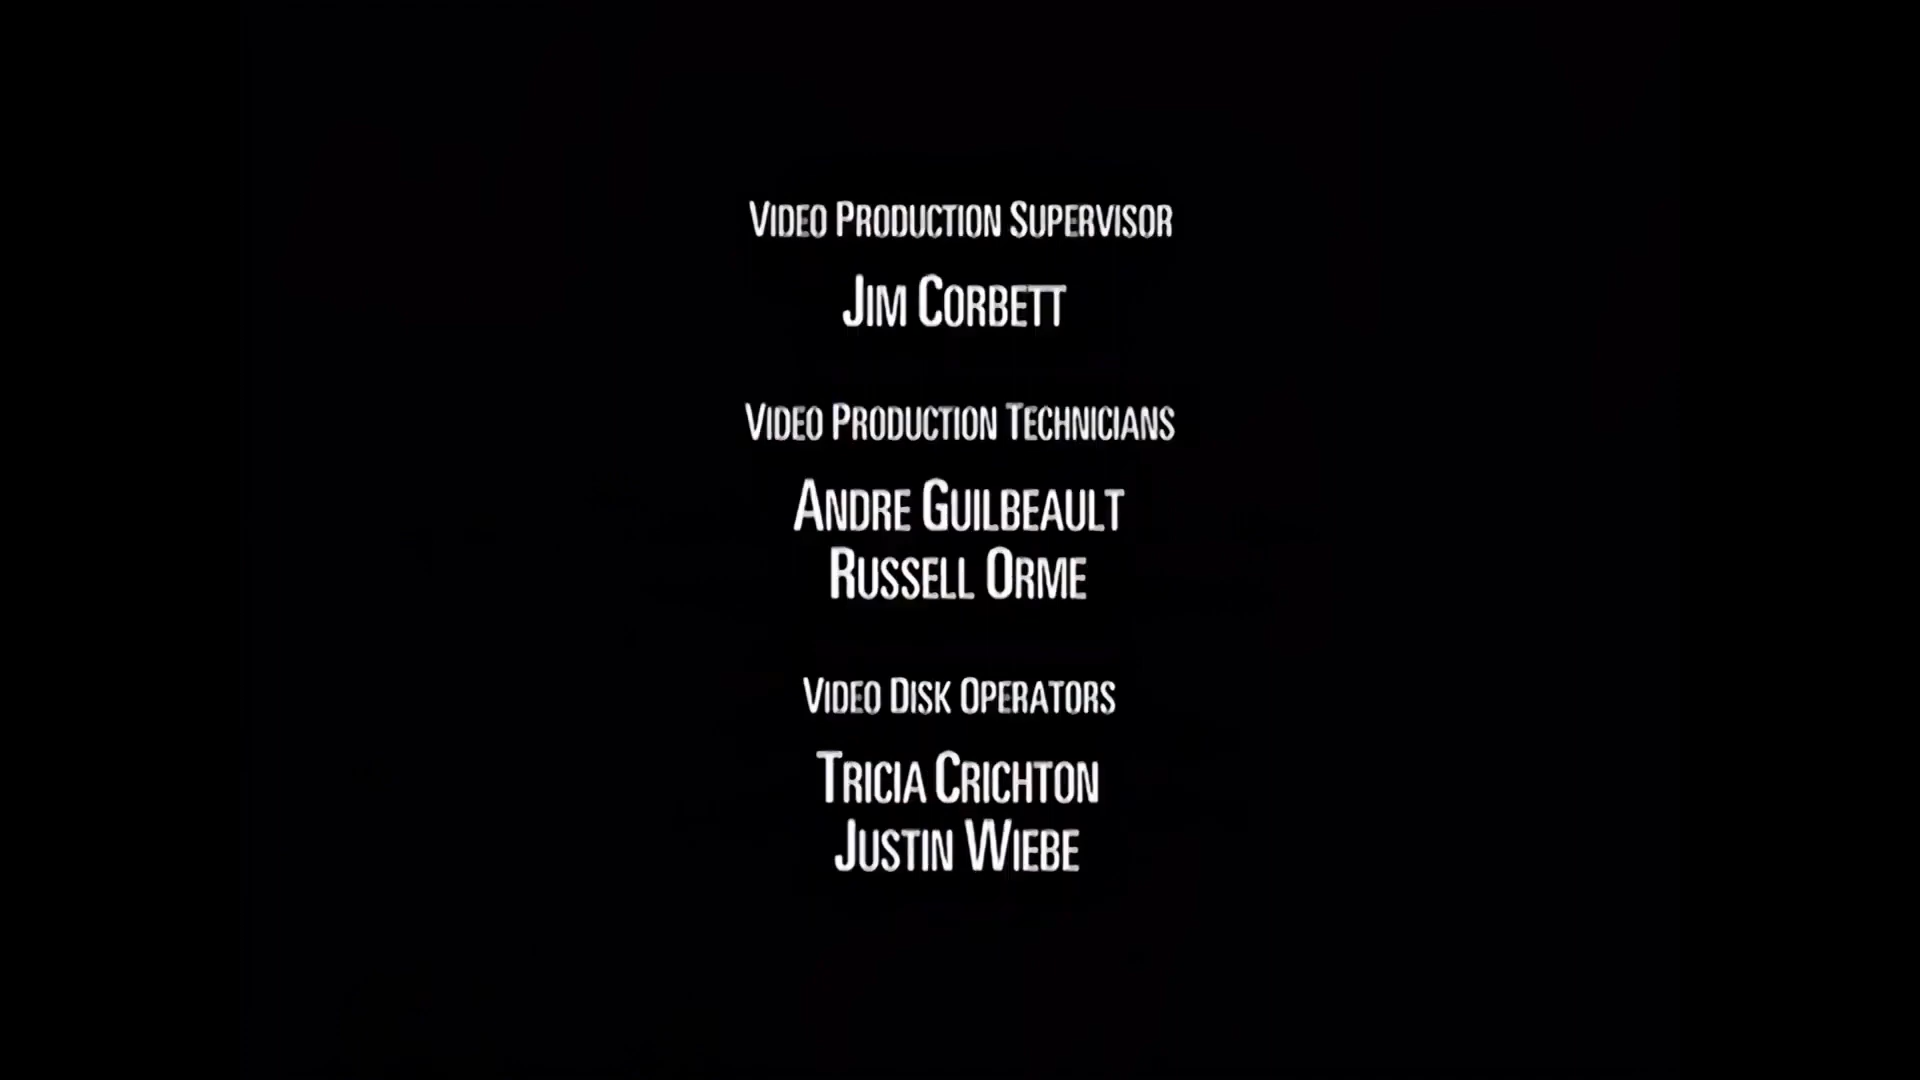 Video Production Supervisor
Jim Corbett
Video Production Technicians
Andre Guilbeault
Russell Orme
Video Disk Operators
Tricia Crichton
Justin Wiebe